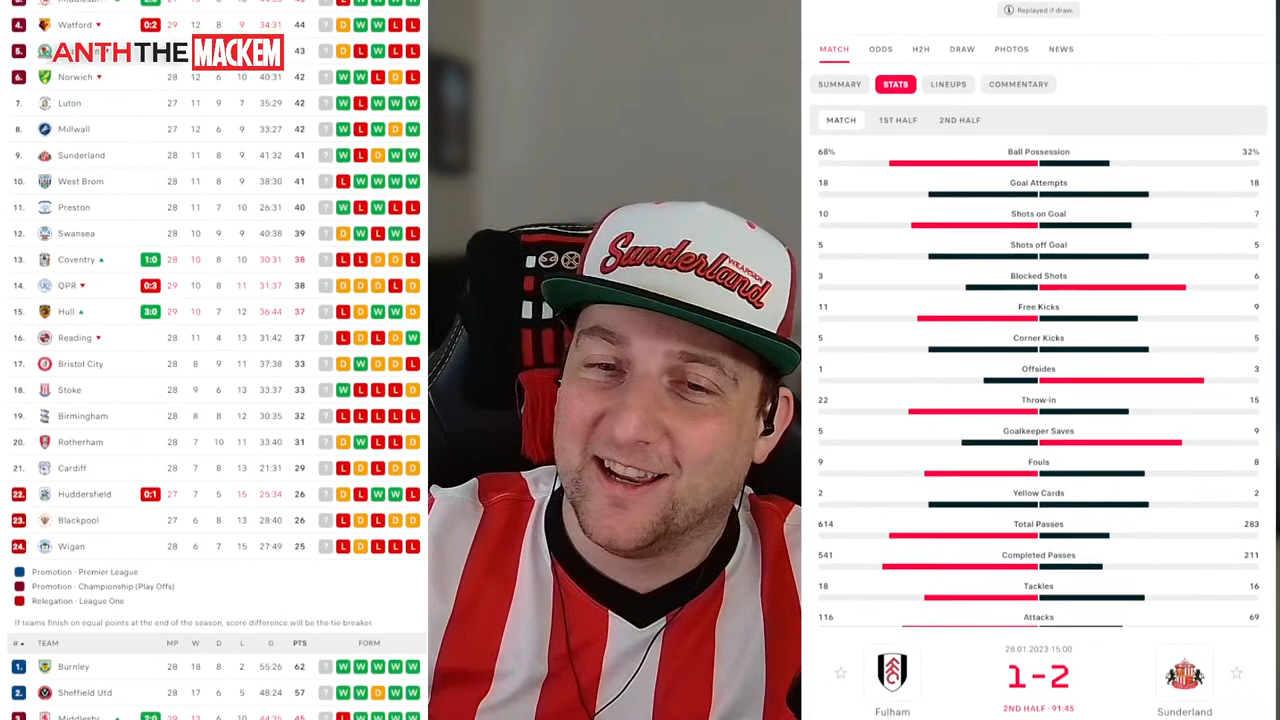 4. Watford 0:2 29 12 8 9 34:31 44 ? D W W L L
ANTHTHE MACKEM
5. 43 ? D L W L L
6. Norwich 28 12 6 10 40:31 42 ? W W L D L
7. Luton 27 11 9 7 35:29 42 ? W L W W W
8. Millwall 27 12 6 9 33:27 42 ? W L W D W
9. Sunderland 28 11 8 9 41:32 41 ? W L D W W
10. West Brom 28 11 8 9 38:30 41 ? L W W W W
11. Preston 28 11 7 10 26:31 40 ? W L W L L
12. Swansea 28 10 9 9 40:38 39 ? D W L W L
13. Coventry 1:0 28 10 8 10 30:31 38 ? L L D D L
14. QPR 0:3 29 10 8 11 31:37 38 ? D D D L D
15. Hull 3:0 29 10 7 12 36:44 37 ? L D W W D
16. Reading 28 11 4 13 31:42 37 ? L D L D W
17. Bristol City 28 8 9 11 37:38 33 ? D W D D L
18. Stoke 28 9 6 13 33:37 33 ? W L L L D
19. Birmingham 28 8 8 12 30:35 32 ? L L L L L
20. Rotherham 28 7 10 11 33:40 31 ? D W L L D
21. Cardiff 28 7 8 13 21:31 29 ? L D L D D
22. Huddersfield 0:1 27 7 5 15 25:34 26 ? D L W W L
23. Blackpool 27 6 8 13 28:40 26 ? L D L D D
24. Wigan 28 6 7 15 27:49 25 ? L D L L L
Promotion - Premier League
Promotion - Championship (Play Offs)
Relegation - League One
If teams finish on equal points at the end of the season, score difference will be the tie-breaker.
# TEAM MP W D L G PTS FORM
1. Burnley 28 18 8 2 55:26 62 ? W W W W W
2. Sheffield Utd 28 17 6 5 48:24 57 ? W W D W W
Sunderland
WEARSIDE
Replayed if draw.
MATCH ODDS H2H DRAW PHOTOS NEWS
SUMMARY STATS LINEUPS COMMENTARY
MATCH 1ST HALF 2ND HALF
68% Ball Possession 32%
18 Goal Attempts 18
10 Shots on Goal 7
5 Shots off Goal 5
3 Blocked Shots 6
11 Free Kicks 9
5 Corner Kicks 5
1 Offsides 3
22 Throw-in 15
5 Goalkeeper Saves 9
9 Fouls 8
2 Yellow Cards 2
614 Total Passes 283
541 Completed Passes 211
18 Tackles 16
116 Attacks 69
28.01.2023 15:00
1-2
2ND HALF - 91:45
Fulham Sunderland